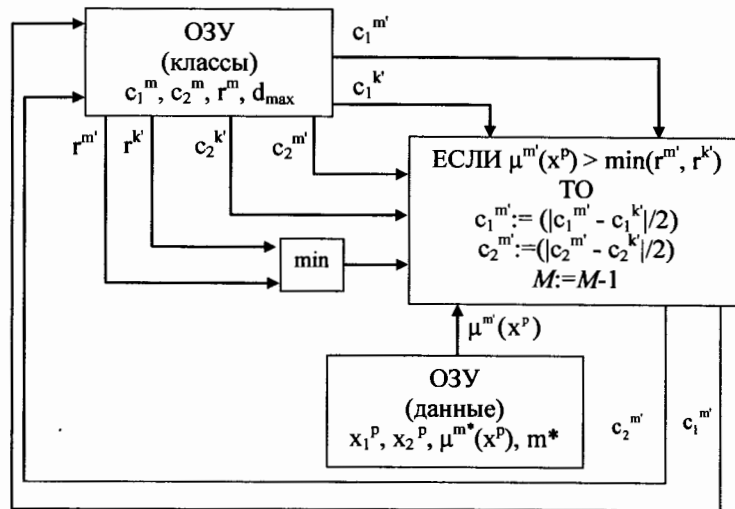 ОЗУ
(классы)
c₁ᵐ, c₂ᵐ, rᵐ, d_max
c₁ᵐ'
c₁ᵏ'
rᵐ' rᵏ' c₂ᵏ' c₂ᵐ'
ЕСЛИ μᵐ'(xᵖ) > min(rᵐ', rᵏ')
ТО
c₁ᵐ':= (|c₁ᵐ' - c₁ᵏ'|/2)
c₂ᵐ':=(|c₂ᵐ' - c₂ᵏ'|/2)
M:=M-1
min
μᵐ'(xᵖ)
ОЗУ
(данные)
x₁ᵖ, x₂ᵖ, μᵐ*(xᵖ), m*
c₂ᵐ' c₁ᵐ'